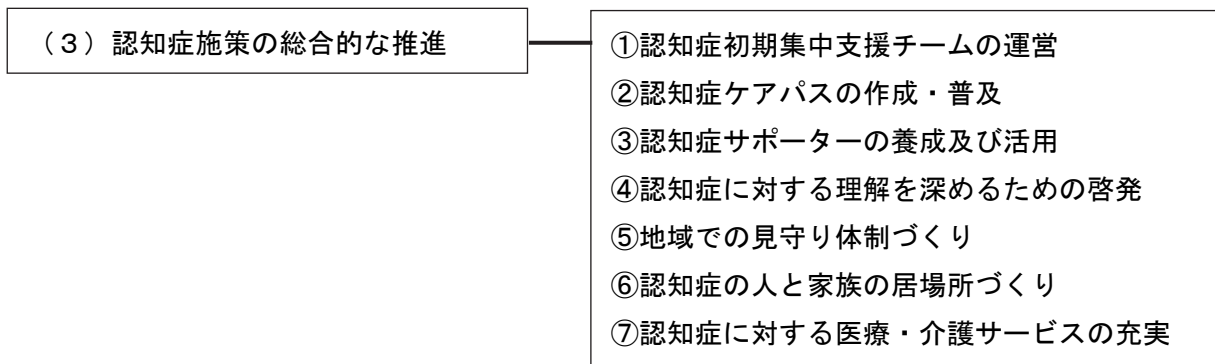 （３）認知症施策の総合的な推進
①認知症初期集中支援チームの運営
②認知症ケアパスの作成・普及
③認知症サポーターの養成及び活用
④認知症に対する理解を深めるための啓発
⑤地域での見守り体制づくり
⑥認知症の人と家族の居場所づくり
⑦認知症に対する医療・介護サービスの充実